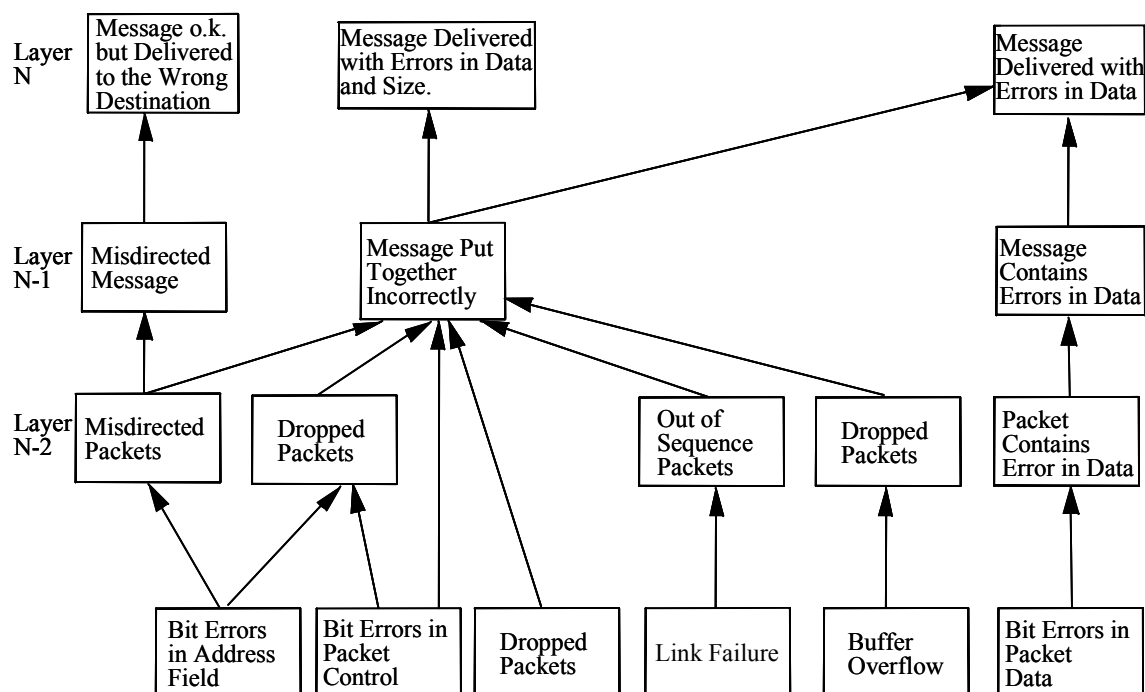 Layer
N
Message o.k.
but Delivered
to the Wrong
Destination
Message Delivered
with Errors in Data
and Size.
Message
Delivered with
Errors in Data
Layer
N-1
Misdirected
Message
Message Put
Together
Incorrectly
Message
Contains
Errors in Data
Layer
N-2
Misdirected
Packets
Dropped
Packets
Out of
Sequence
Packets
Dropped
Packets
Packet
Contains
Error in Data
Bit Errors
in Address
Field
Bit Errors in
Packet
Control
Dropped
Packets
Link Failure
Buffer
Overflow
Bit Errors in
Packet
Data